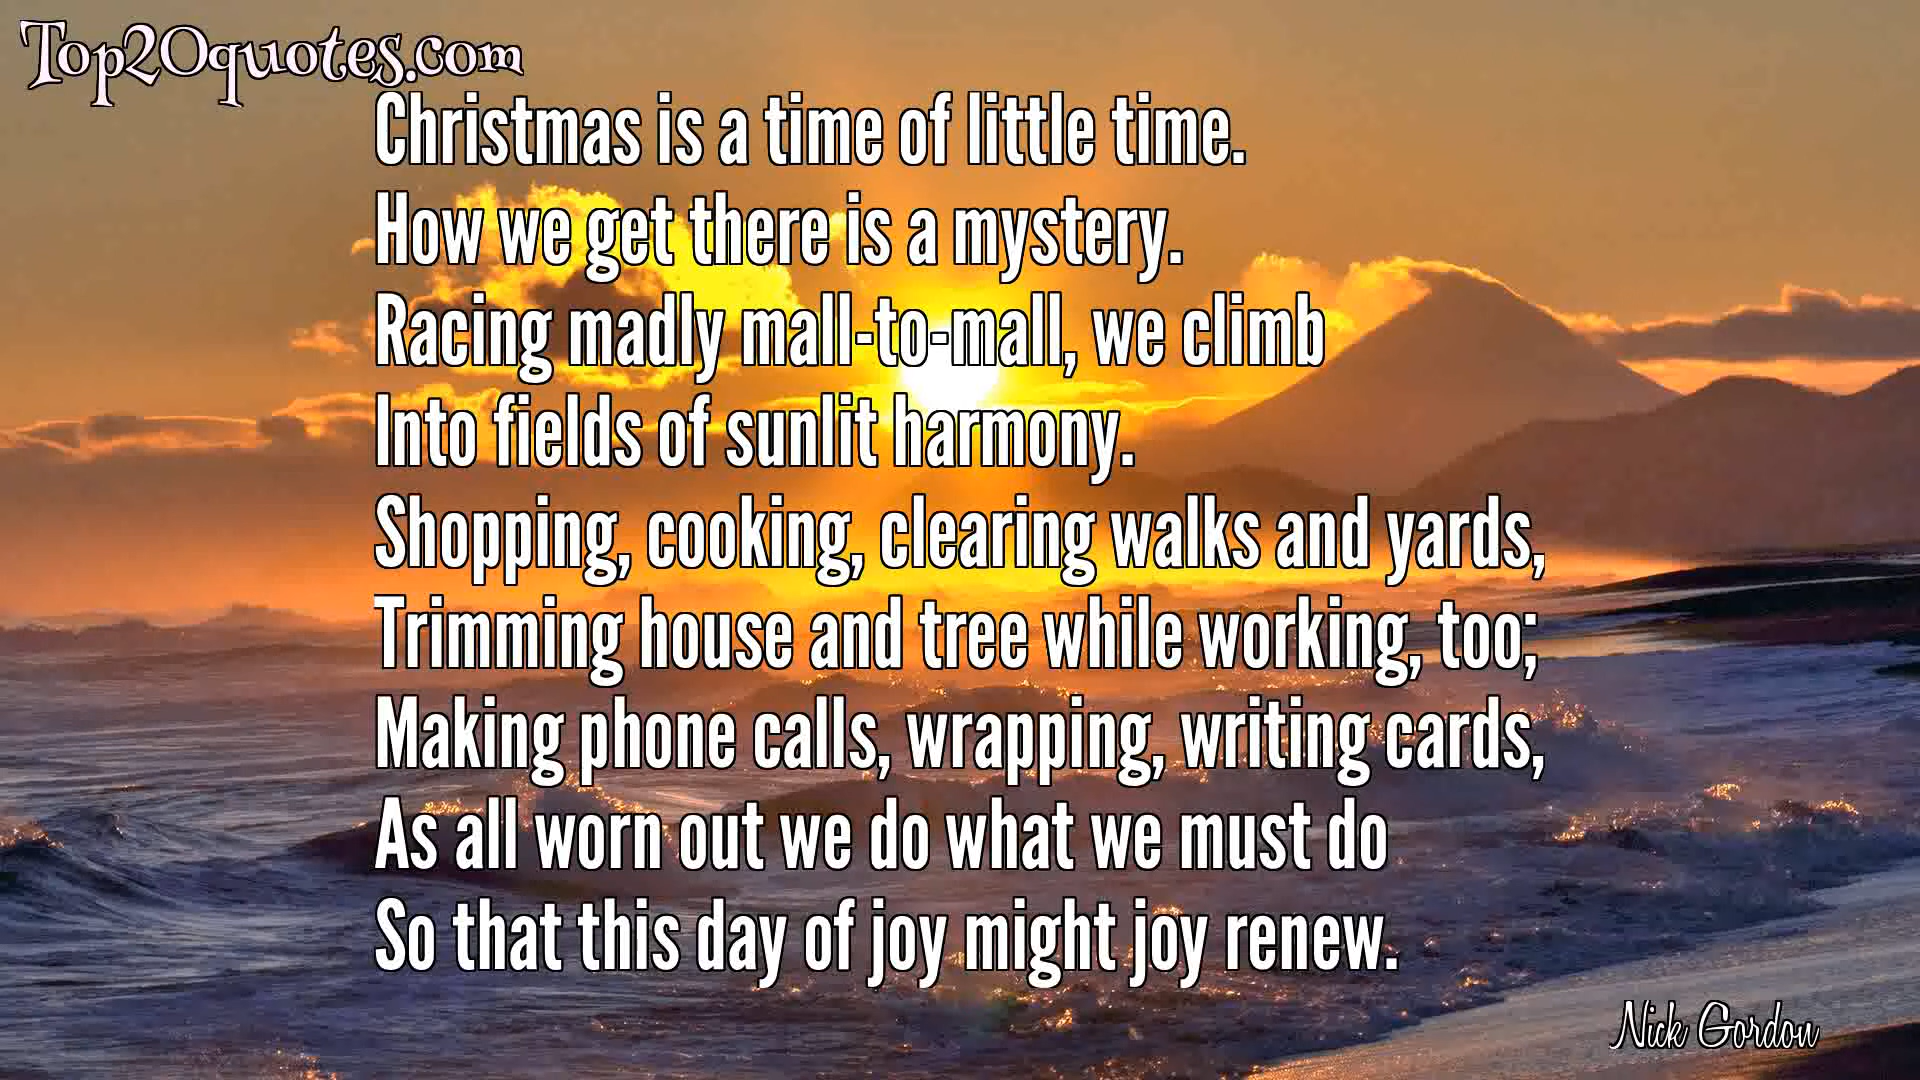 Top20quotes.com
Christmas is a time of little time.
How we get there is a mystery.
Racing madly mall-to-mall, we climb
Into fields of sunlit harmony.
Shopping, cooking, clearing walks and yards,
Trimming house and tree while working, too;
Making phone calls, wrapping, writing cards,
As all worn out we do what we must do
So that this day of joy might joy renew.
Nick Gordon